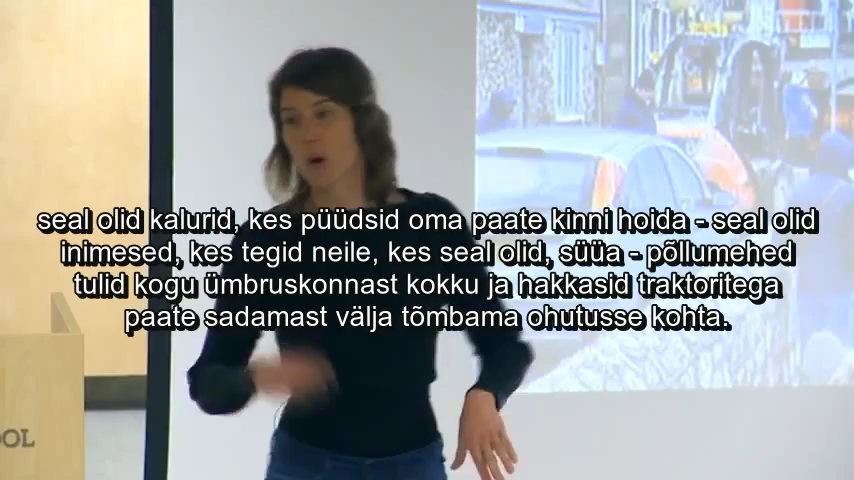 seal olid kalurid, kes püüdsid oma paate kinni hoida - seal olid
inimesed, kes tegid neile, kes seal olid, süüa - põllumehed
tulid kogu ümbruskonnast kokku ja hakkasid traktoritega
paate sadamast välja tõmbama ohutusse kohta.
OOL